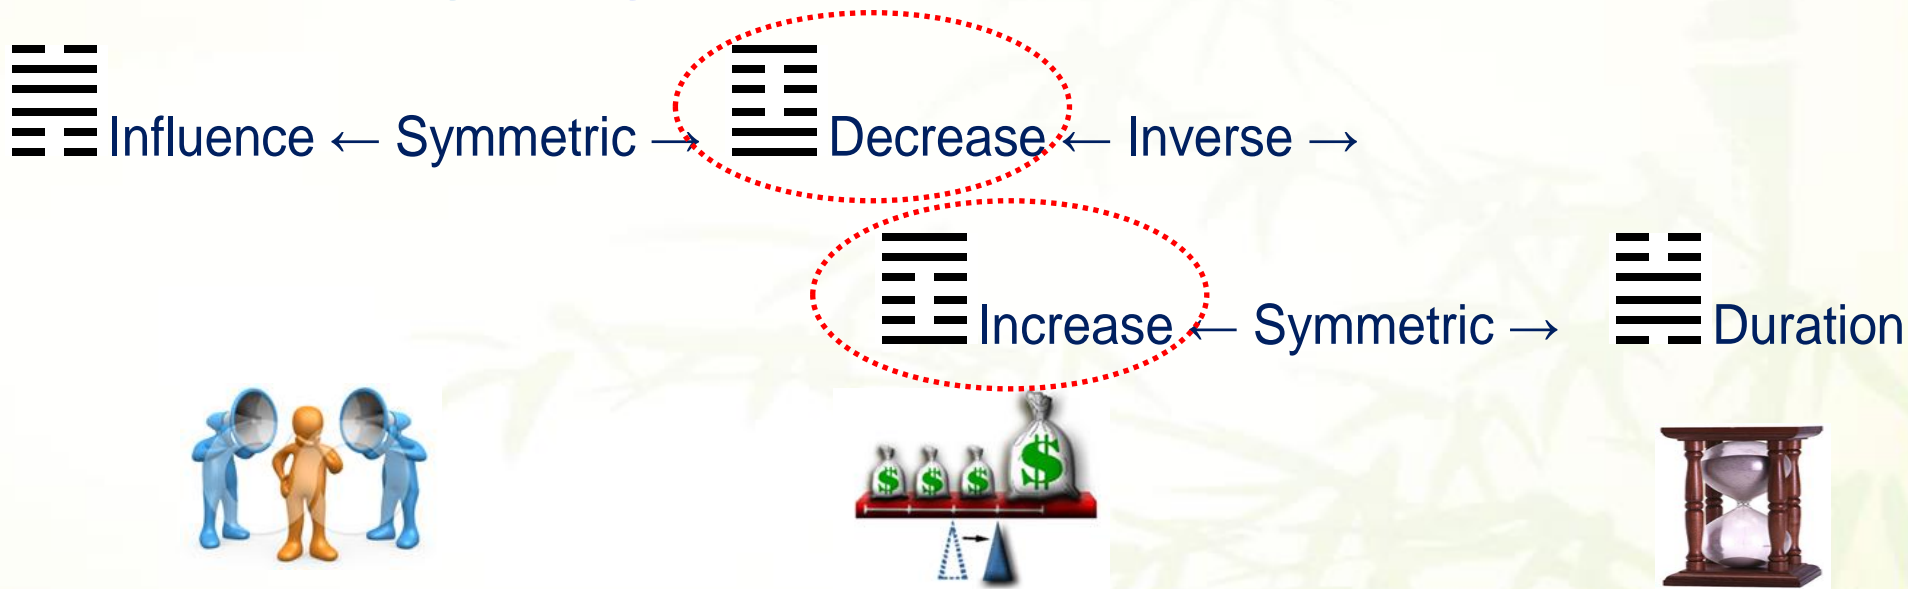 Influence ← Symmetric → Decrease ← Inverse →
Increase ← Symmetric → Duration
$ $ $ $